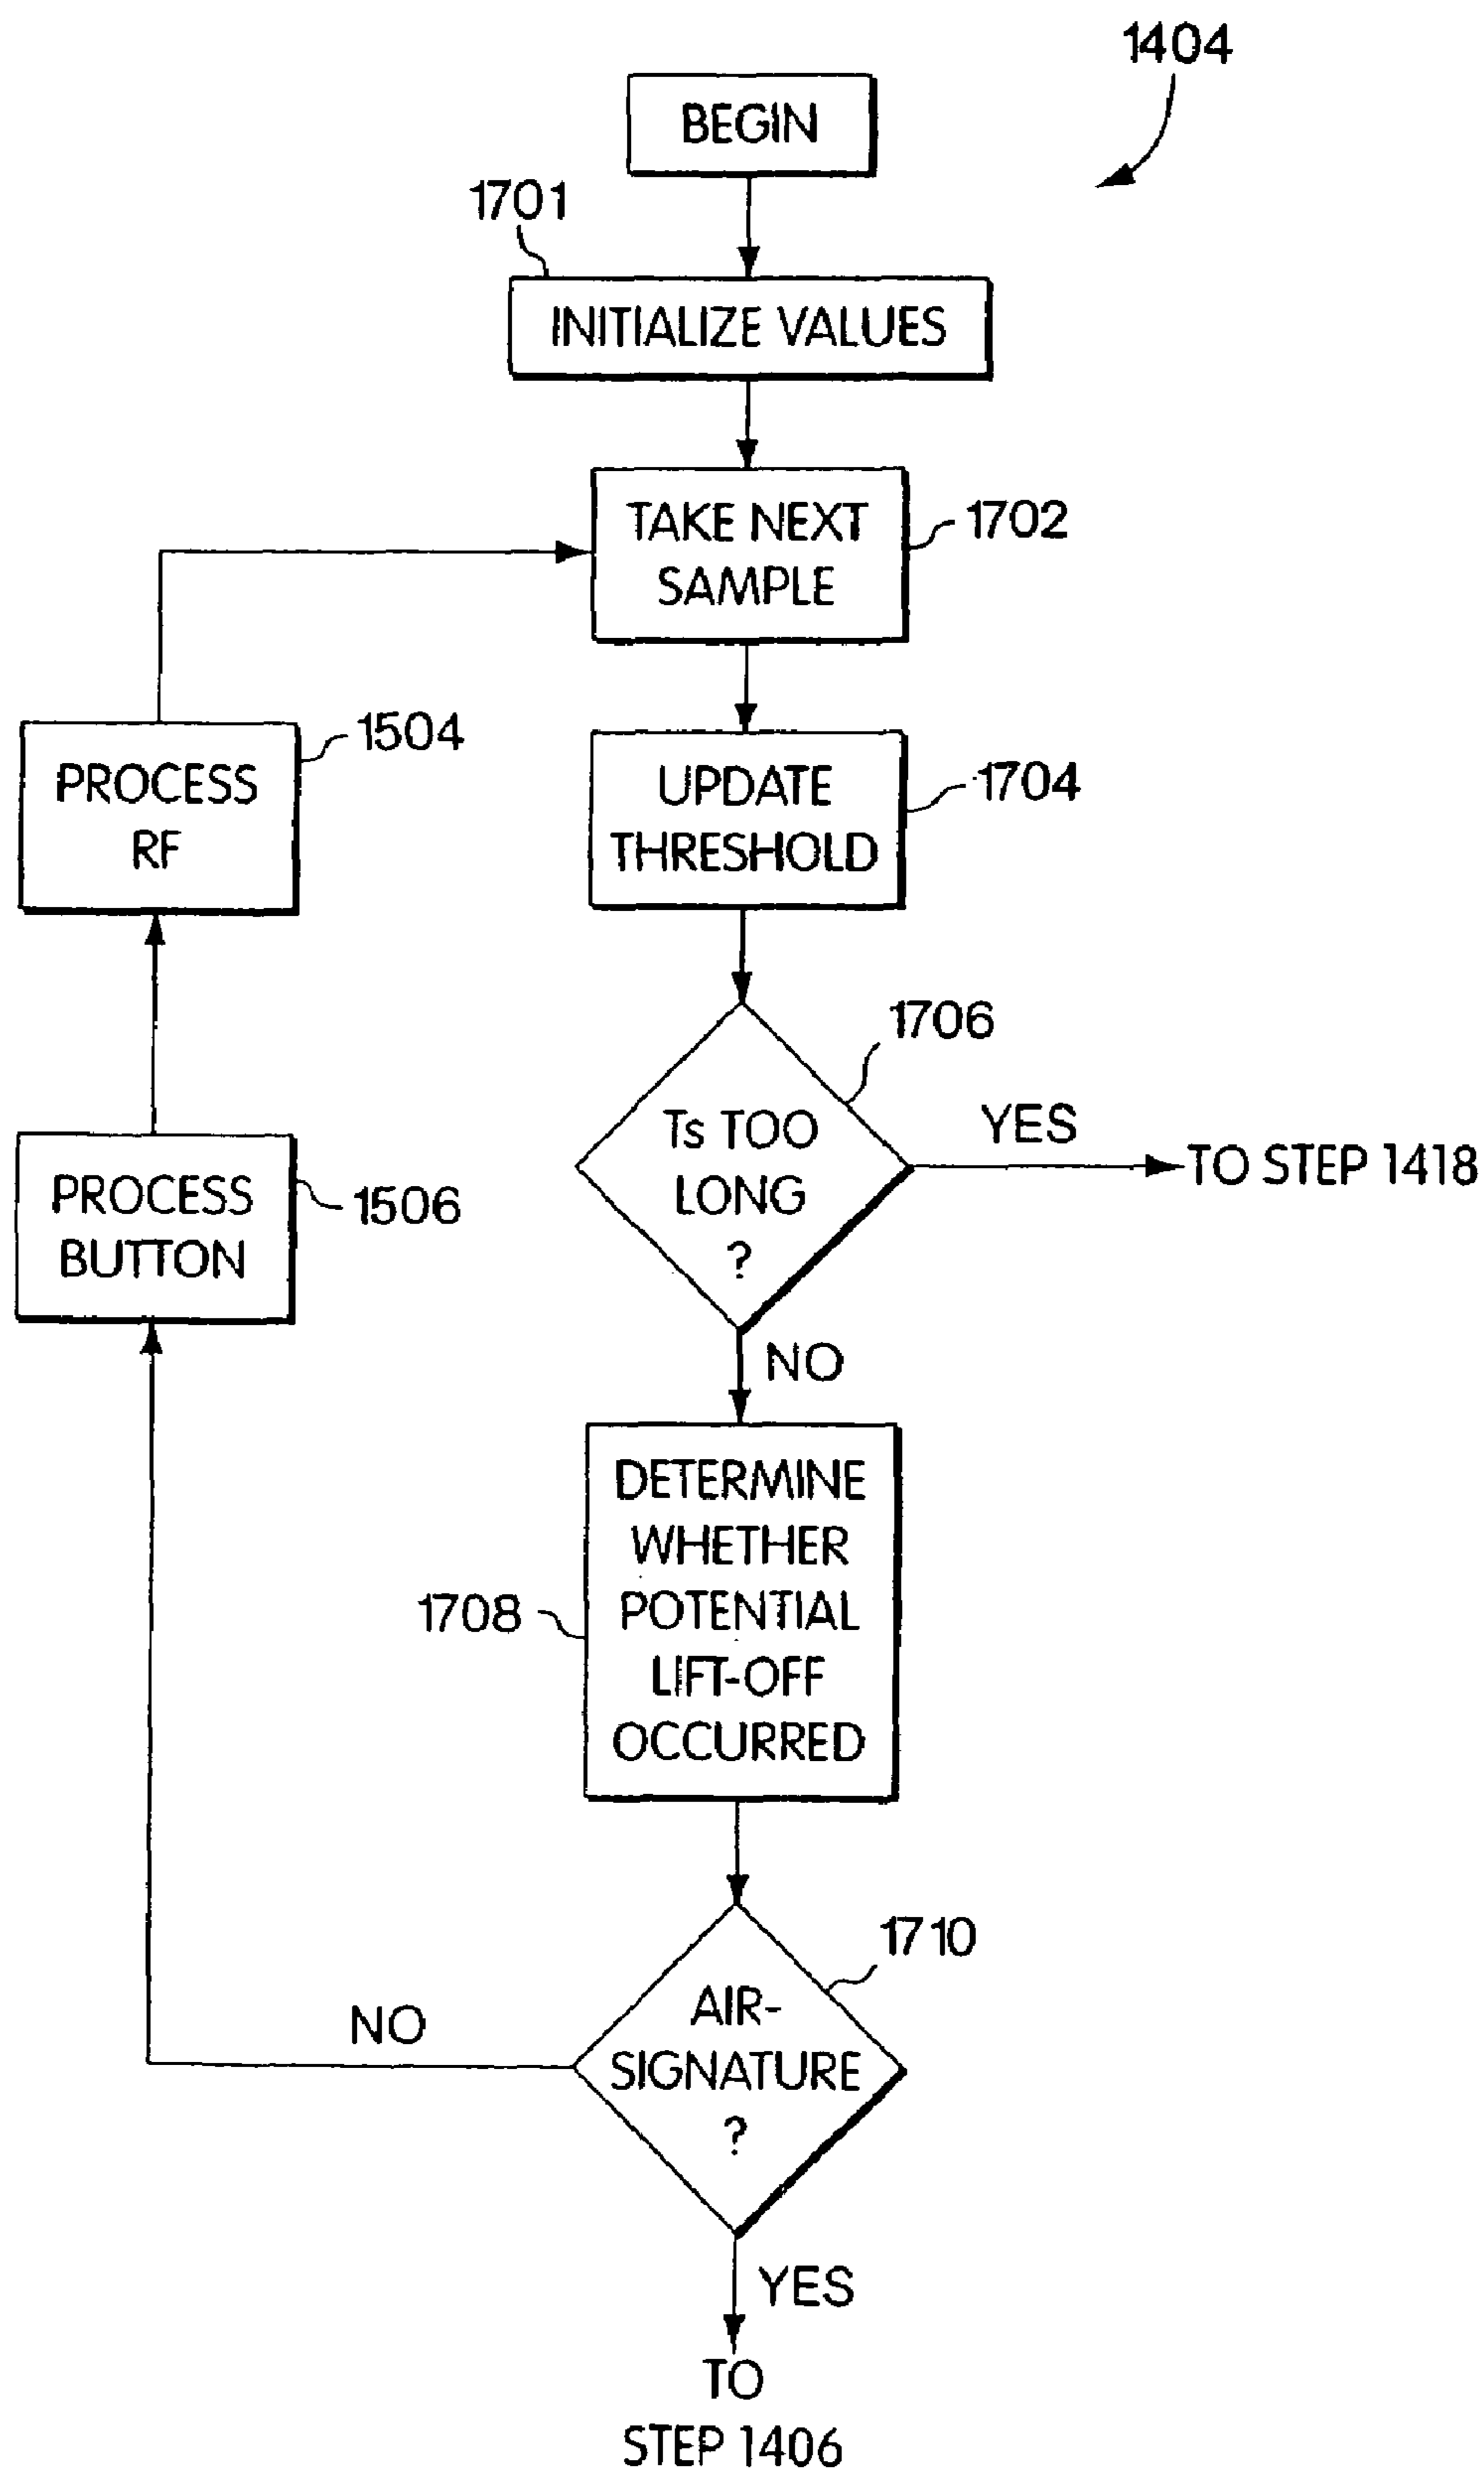 1404
BEGIN
1701
INITIALIZE VALUES
TAKE NEXT
SAMPLE
1702
PROCESS
RF
1504
UPDATE
THRESHOLD
1704
1706
Ts TOO
LONG
?
YES
TO STEP 1418
PROCESS
BUTTON
1506
NO
DETERMINE
WHETHER
POTENTIAL
LIFT-OFF
OCCURRED
1708
1710
AIR-
SIGNATURE
?
NO
YES
TO
STEP 1406